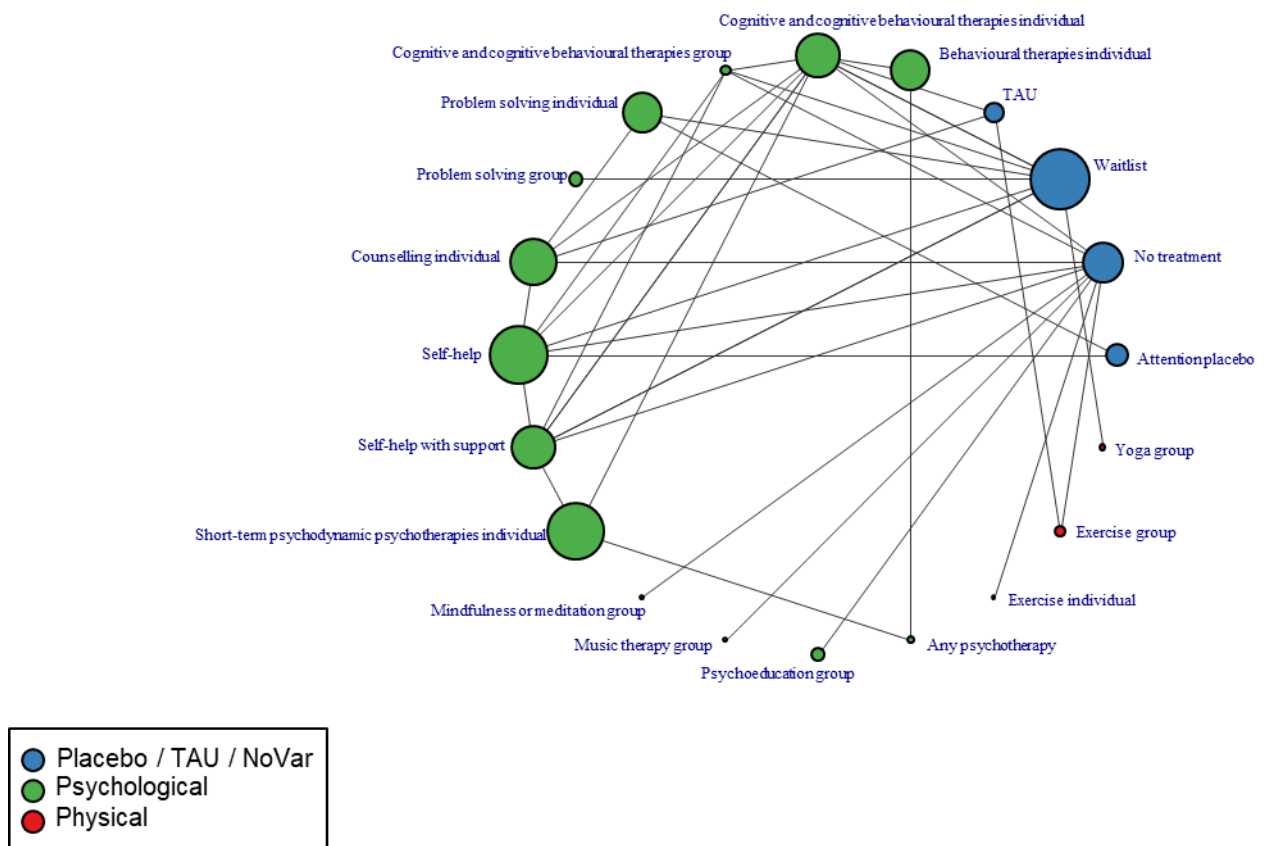 Cognitive and cognitive behavioural therapies individual
Cognitive and cognitive behavioural therapies group
Behavioural therapies individual
Problem solving individual
TAU
Problem solving group
Waitlist
Counselling individual
No treatment
Self-help
Attention placebo
Self-help with support
Yoga group
Short-term psychodynamic psychotherapies individual
Exercise group
Mindfulness or meditation group
Exercise individual
Music therapy group
Any psychotherapy
Psychoeducation group
Placebo / TAU / NoVar
Psychological
Physical